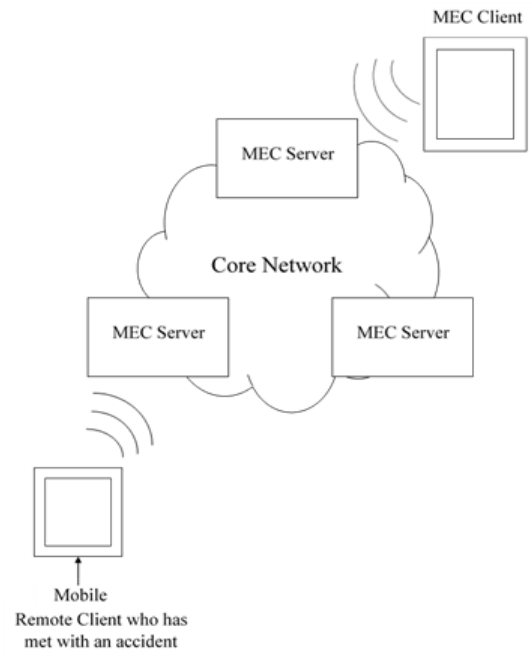 MEC Client
MEC Server
Core Network
MEC Server
MEC Server
Mobile
Remote Client who has
met with an accident